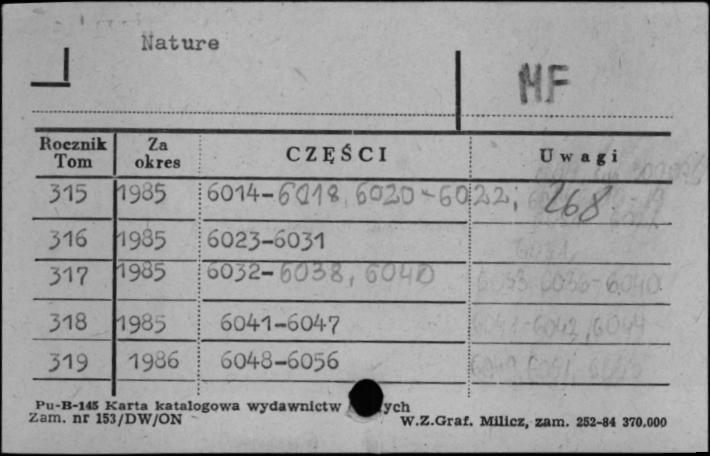 Nature
MF
Rocznik Tom Za okres CZĘŚCI Uwagi
315 1985 6014-6018, 6020-6022; 268
316 1985 6023-6031
317 1985 6032-6038, 6040
318 1985 6041-6047
319 1986 6048-6056
Pu-B-145 Karta katalogowa wydawnictw
Zam. nr 153/DW/ON W.Z.Graf. Milicz, zam. 252-84 370.000